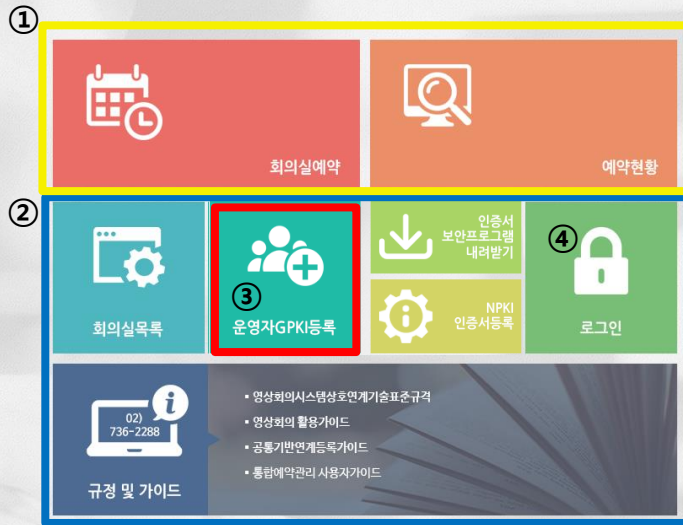 ①
회의실예약
예약현황
②
회의실목록
③
운영자GPKI등록
인증서
보안프로그램
내려받기
NPKI
인증서등록
④
로그인
02)
736-2288
i
규정 및 가이드
▪ 영상회의시스템상호연계기술표준규격
▪ 영상회의 활용가이드
▪ 공통기반연계등록가이드
▪ 통합예약관리 사용자가이드